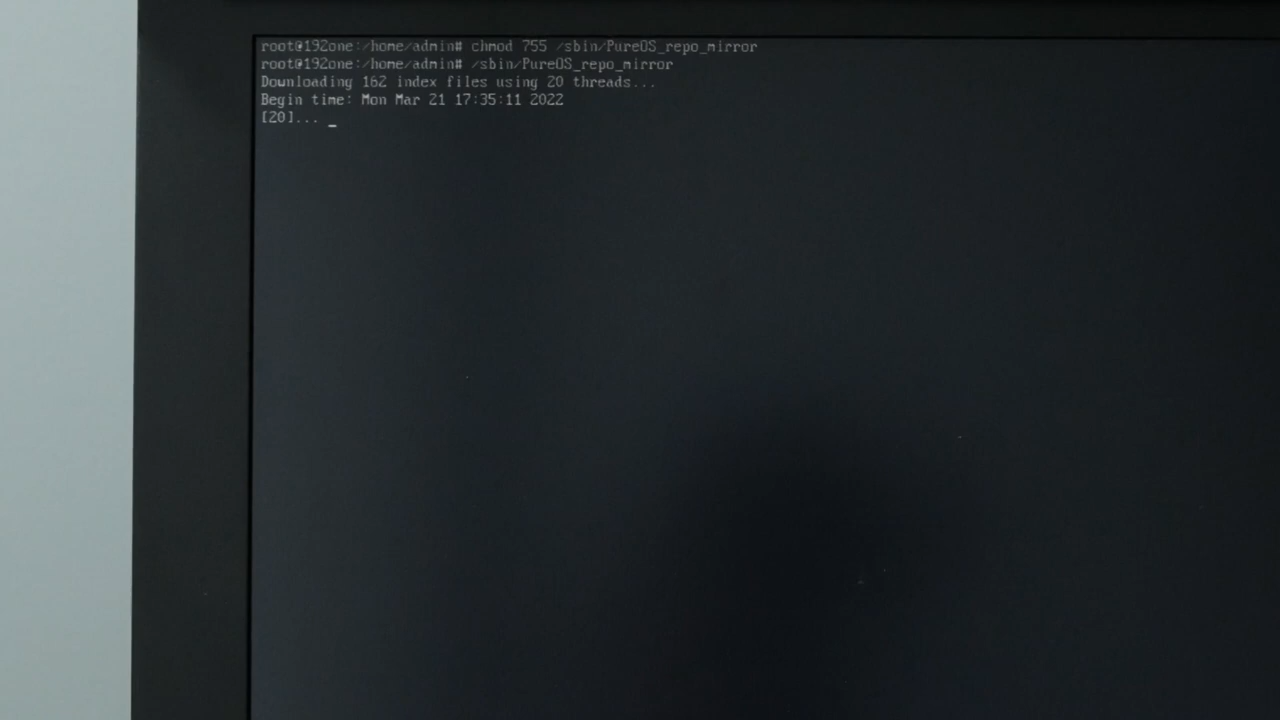 root@192one:/home/admin# chmod 755 /sbin/PureOS_repo_mirror
root@192one:/home/admin# /sbin/PureOS_repo_mirror
Downloading 162 index files using 20 threads...
Begin time: Mon Mar 21 17:35:11 2022
[20]... _